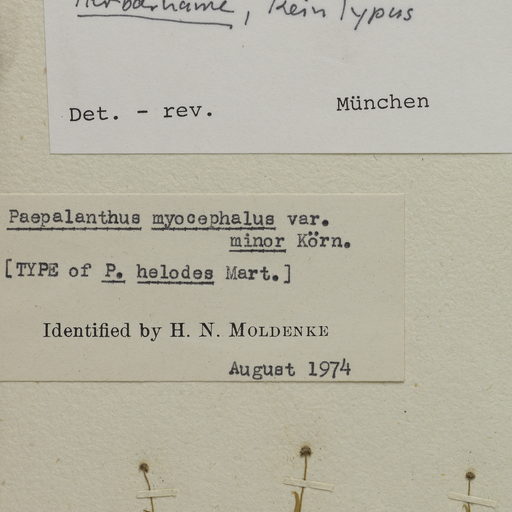 Herbarname, kein Typus
Det. - rev. München
Paepalanthus myocephalus var.
minor Körn.
[TYPE of P. helodes Mart.]
Identified by H. N. MOLDENKE
August 1974